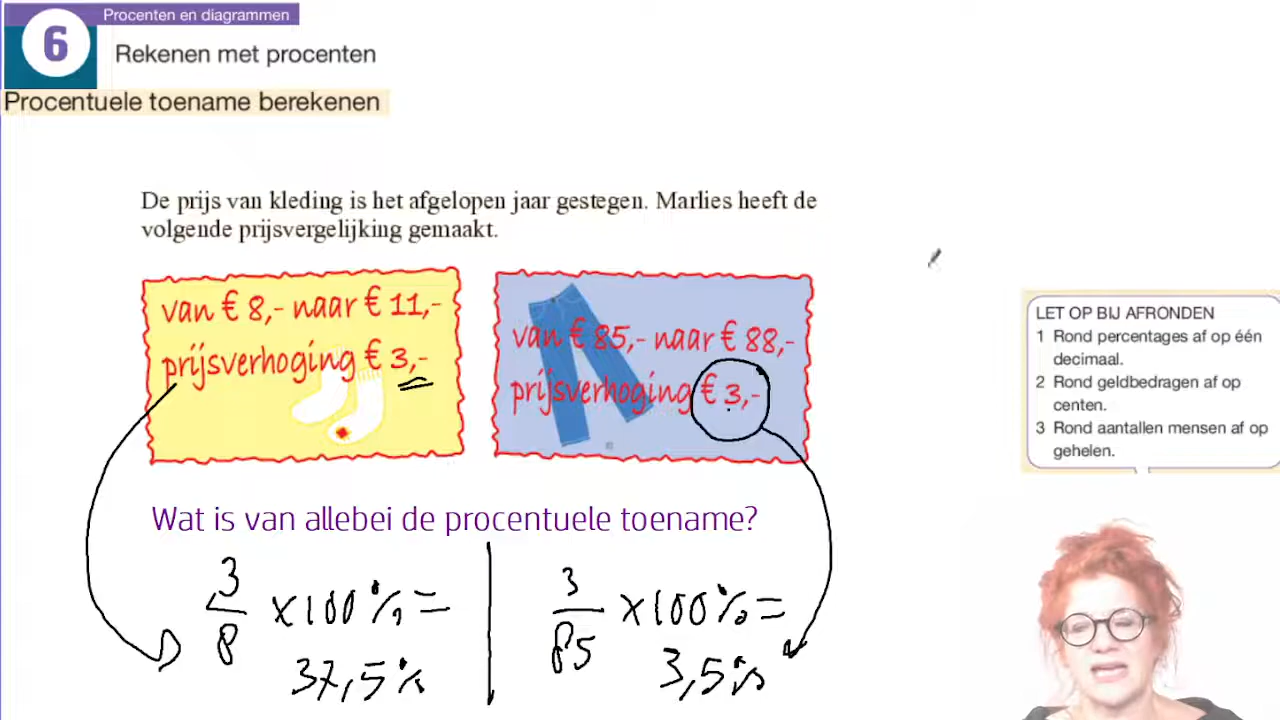 Procenten en diagrammen
6
Rekenen met procenten
Procentuele toename berekenen
De prijs van kleding is het afgelopen jaar gestegen. Marlies heeft de
volgende prijsvergelijking gemaakt.
van € 8,- naar € 11,-
prijsverhoging € 3,-
van € 85,- naar € 88,-
prijsverhoging € 3,-
LET OP BIJ AFRONDEN
1 Rond percentages af op één
decimaal.
2 Rond geldbedragen af op
centen.
3 Rond aantallen mensen af op
gehelen.
Wat is van allebei de procentuele toename?
3
8
x100%=
37,5%
3
85
x100%=
3,5%